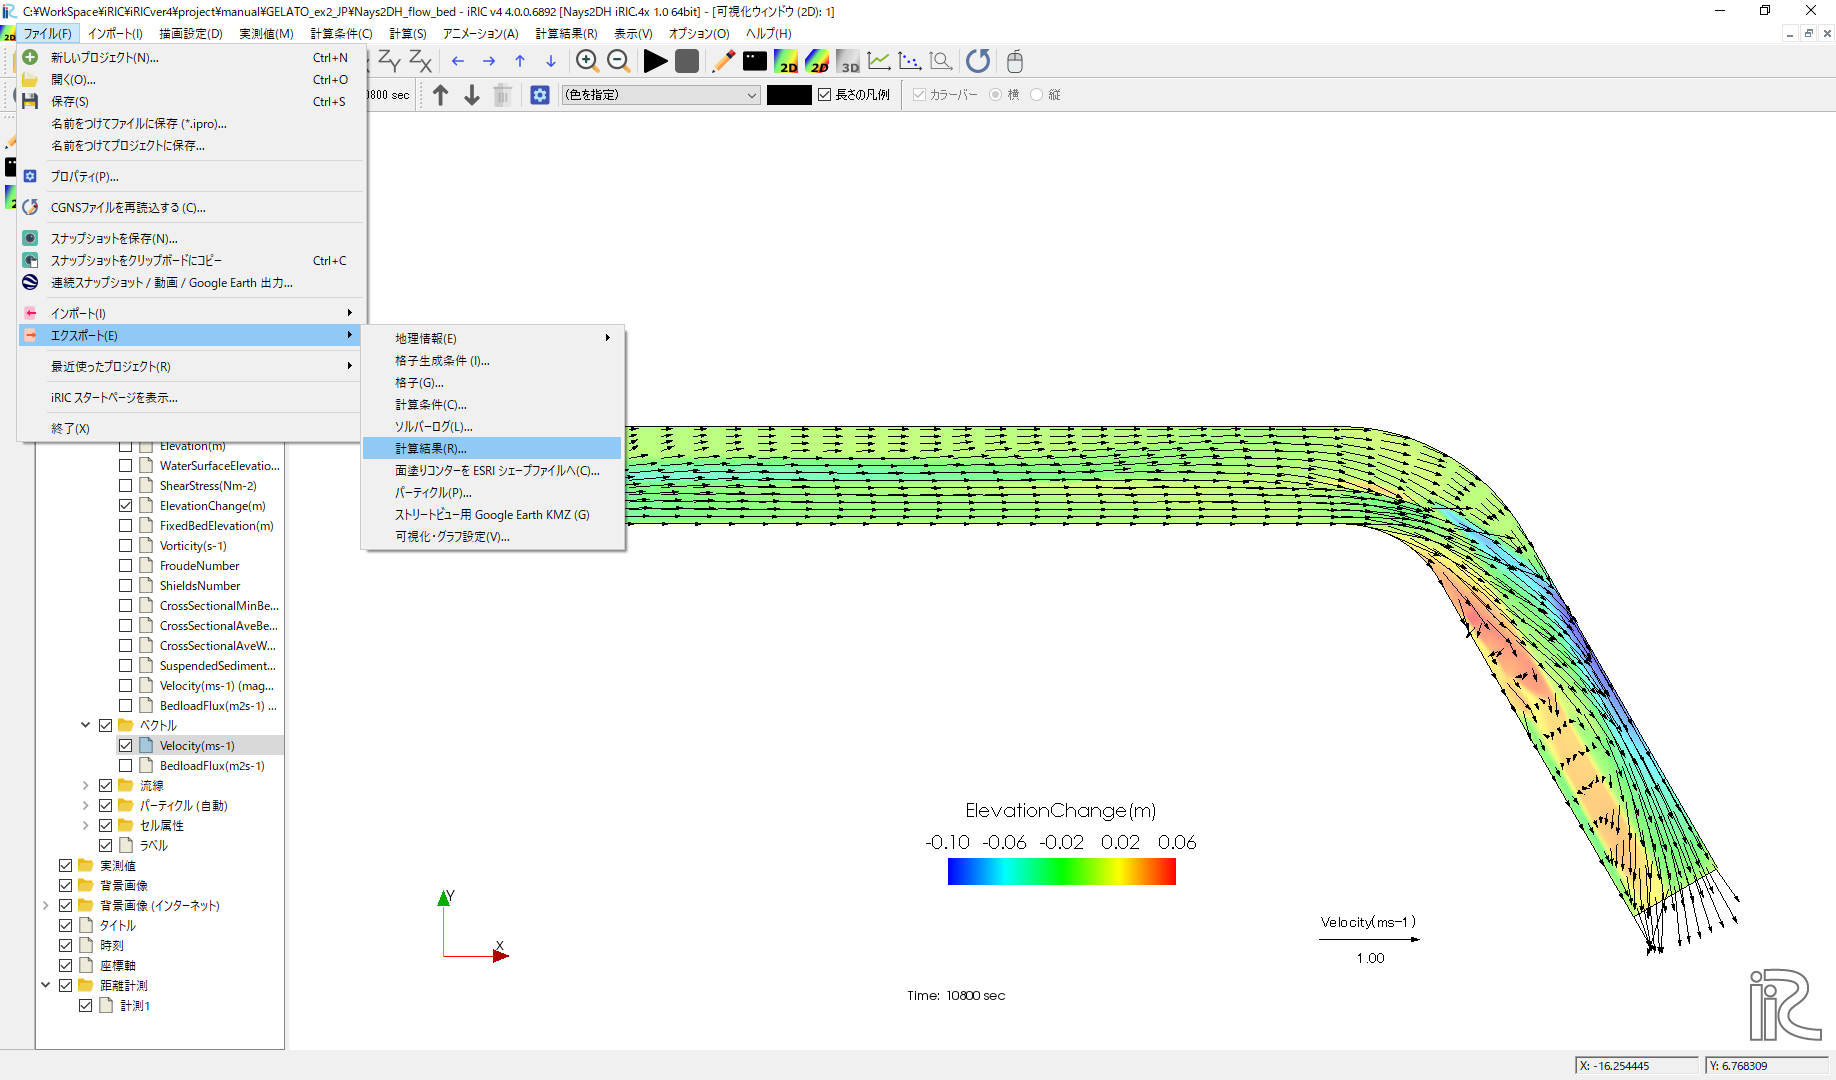 C:¥WorkSpace¥iRIC¥iRICver4¥project¥manual¥GELATO_ex2_JP¥Nays2DH_flow_bed - iRIC v4 4.0.0.6892 [Nays2DH iRIC.4x 1.0 64bit] - [可視化ウィンドウ (2D): 1]
ファイル(F) インポート(I) 描画設定(D) 実測値(M) 計算条件(C) 計算(S) アニメーション(A) 計算結果(R) 表示(V) オプション(O) ヘルプ(H)
新しいプロジェクト(N)... Ctrl+N
開く(O)... Ctrl+O
保存(S) Ctrl+S
名前をつけてファイルに保存 (*.ipro)...
名前をつけてプロジェクトに保存...
プロパティ(P)...
CGNSファイルを再読込する (C)...
スナップショットを保存(N)...
スナップショットをクリップボードにコピー Ctrl+C
連続スナップショット / 動画 / Google Earth 出力...
インポート(I)
エクスポート(E)
最近使ったプロジェクト(R)
iRIC スタートページを表示...
終了(X)
ZY ZX 2D 2D 3D
0800 sec (色を指定) 長さの凡例 カラーバー 横 縦
地理情報(E)
格子生成条件 (I)...
格子(G)...
計算条件(C)...
ソルバーログ(L)...
計算結果(R)...
面塗りコンターを ESRI シェープファイルへ(C)...
パーティクル(P)...
ストリートビュー用 Google Earth KMZ (G)
可視化・グラフ設定(V)...
Elevation(m)
WaterSurfaceElevatio...
ShearStress(Nm-2)
ElevationChange(m)
FixedBedElevation(m)
Vorticity(s-1)
FroudeNumber
ShieldsNumber
CrossSectionalMinBe...
CrossSectionalAveBe...
CrossSectionalAveW...
SuspendedSediment...
Velocity(ms-1) (mag...
BedloadFlux(m2s-1) ...
ベクトル
Velocity(ms-1)
BedloadFlux(m2s-1)
流線
パーティクル (自動)
セル属性
ラベル
実測値
背景画像
背景画像 (インターネット)
タイトル
時刻
座標軸
距離計測
計測1
ElevationChange(m)
-0.10 -0.06 -0.02 0.02 0.06
Y
X
Velocity(ms-1)
1.00
Time: 10800 sec
iRIC
X: -16.254445 Y: 6.768309